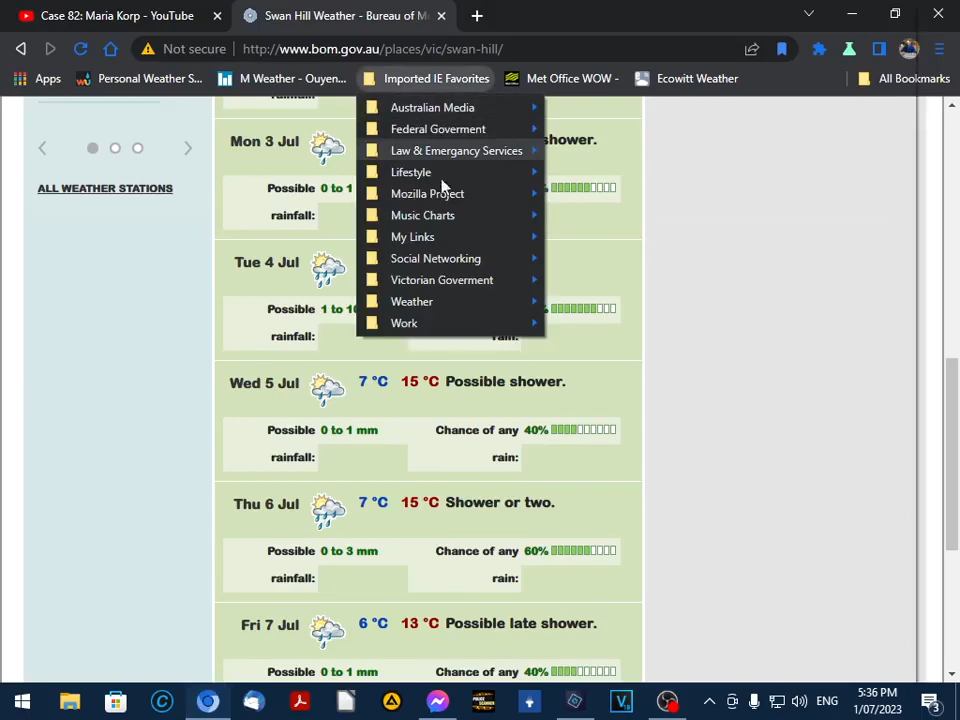 Case 82: Maria Korp - YouTube
Swan Hill Weather - Bureau of M
Not secure
http://www.bom.gov.au/places/vic/swan-hill/
Apps
Personal Weather S...
M Weather - Ouyen...
Imported IE Favorites
Met Office WOW -
Ecowitt Weather
All Bookmarks
Australian Media
Federal Goverment
Law & Emergancy Services
Lifestyle
Mozilla Project
Music Charts
My Links
Social Networking
Victorian Goverment
Weather
Work
ALL WEATHER STATIONS
Mon 3 Jul
shower.
Possible 0 to 1
rainfall:
Tue 4 Jul
Possible 1 to 10
rainfall:
rain:
Wed 5 Jul 7 °C 15 °C Possible shower.
Possible 0 to 1 mm Chance of any 40%
rainfall: rain:
Thu 6 Jul 7 °C 15 °C Shower or two.
Possible 0 to 3 mm Chance of any 60%
rainfall: rain:
Fri 7 Jul 6 °C 13 °C Possible late shower.
Possible 0 to 1 mm Chance of any 40%
ENG
5:36 PM
1/07/2023
3